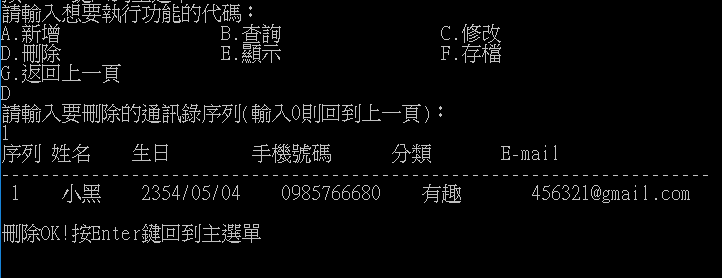 請輸入想要執行功能的代碼：
A.新增 B.查詢 C.修改
D.刪除 E.顯示 F.存檔
G.返回上一頁
D
請輸入要刪除的通訊錄序列(輸入0則回到上一頁)：
1
序列 姓名 生日 手機號碼 分類 E-mail
--------------------------------------------------------------------------------
1 小黑 2354/05/04 0985766680 有趣 456321@gmail.com
刪除OK!按Enter鍵回到主選單